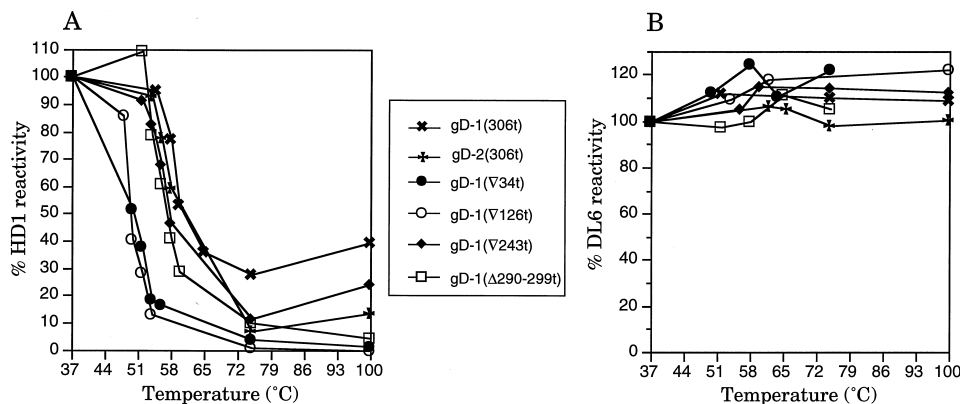 A
110
100
90
80
70
60
50
40
30
20
10
0
% HD1 reactivity
37 44 51 58 65 72 79 86 93 100
Temperature (°C)
gD-1(306t)
gD-2(306t)
gD-1(∇34t)
gD-1(∇126t)
gD-1(∇243t)
gD-1(Δ290-299t)
B
120
100
80
60
40
20
0
% DL6 reactivity
37 44 51 58 65 72 79 86 93 100
Temperature (°C)